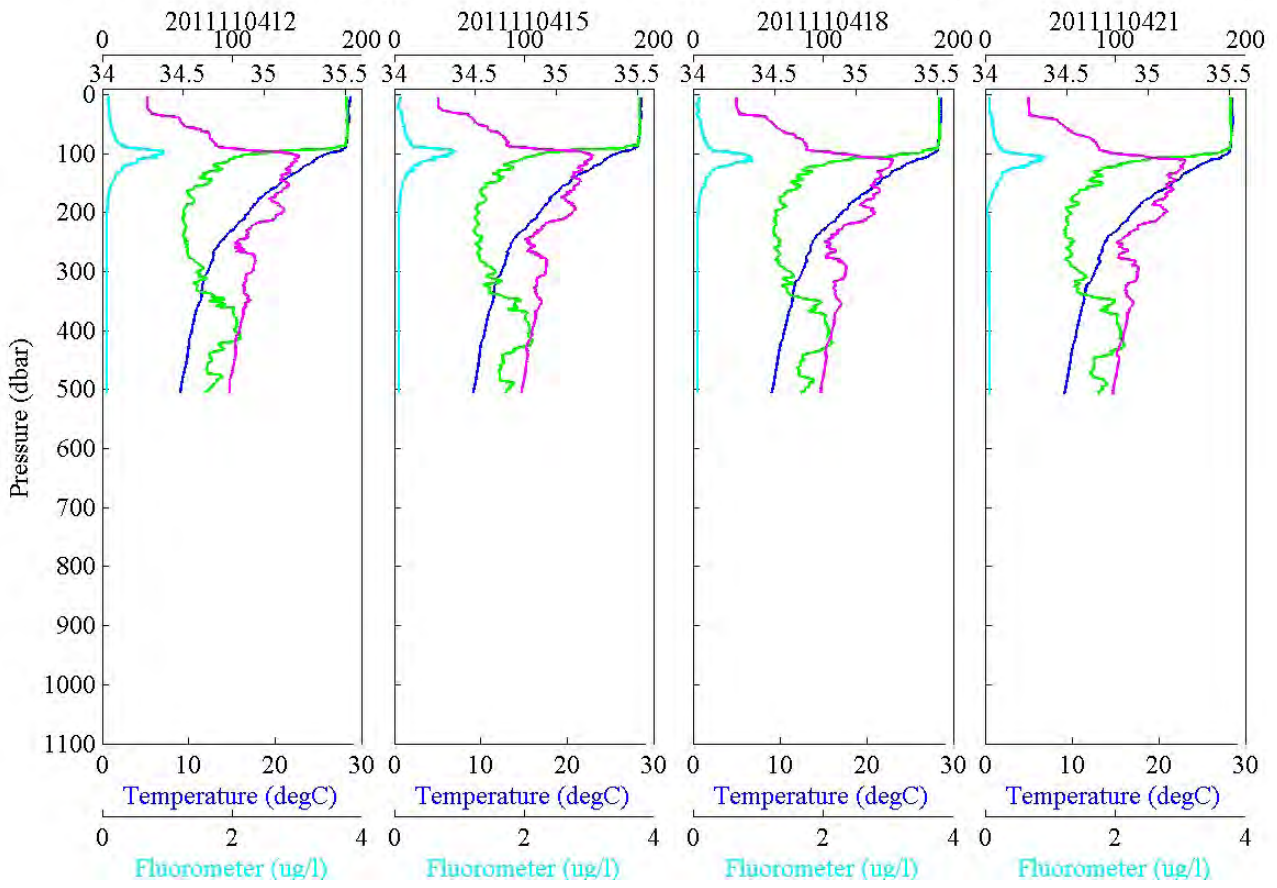 2011110412 2011110415 2011110418 2011110421
0 100 200 0 100 200 0 100 200 0 100 200
34 34.5 35 35.5 34 34.5 35 35.5 34 34.5 35 35.5 34 34.5 35 35.5
0
100
200
300
400
500
600
700
800
900
1000
1100
Pressure (dbar)
0 10 20 30 0 10 20 30 0 10 20 30 0 10 20 30
Temperature (degC) Temperature (degC) Temperature (degC) Temperature (degC)
0 2 4 0 2 4 0 2 4 0 2 4
Fluorometer (ug/l) Fluorometer (ug/l) Fluorometer (ug/l) Fluorometer (ug/l)